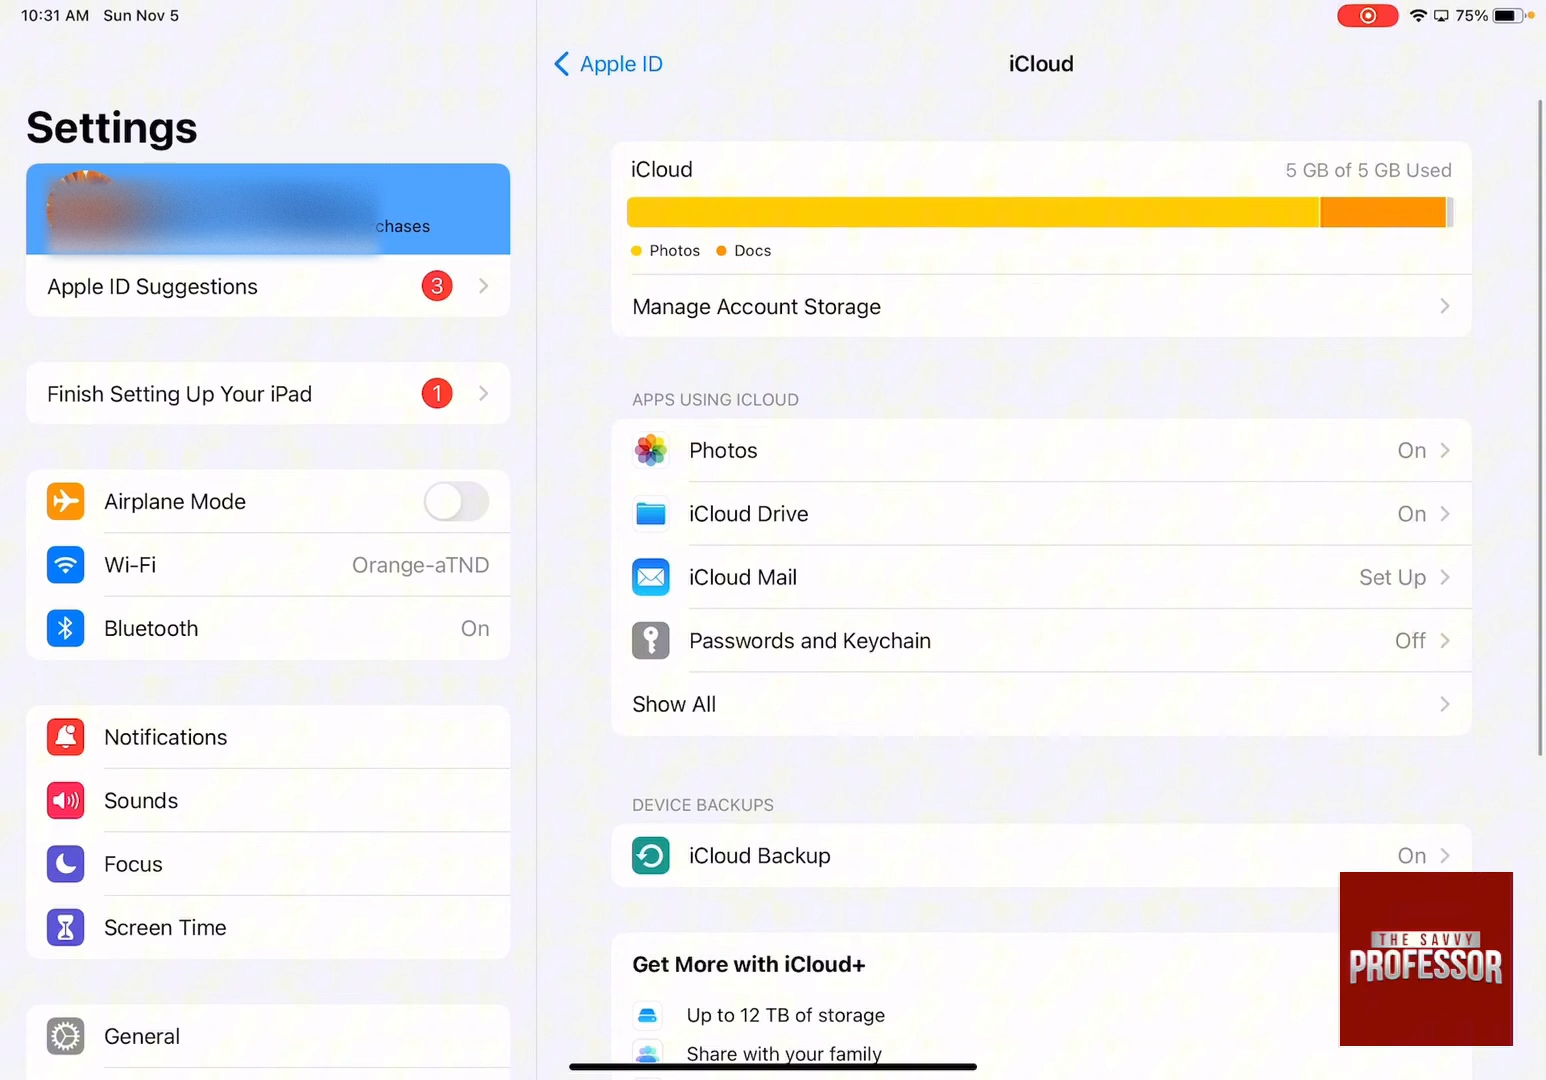 10:31 AM Sun Nov 5
75%
Settings
chases
Apple ID Suggestions 3
Finish Setting Up Your iPad 1
Airplane Mode
Wi-Fi Orange-aTND
Bluetooth On
Notifications
Sounds
Focus
Screen Time
General
Apple ID
iCloud
iCloud 5 GB of 5 GB Used
Photos Docs
Manage Account Storage
APPS USING ICLOUD
Photos On
iCloud Drive On
iCloud Mail Set Up
Passwords and Keychain Off
Show All
DEVICE BACKUPS
iCloud Backup On
Get More with iCloud+
Up to 12 TB of storage
Share with your family
THE SAVVY
PROFESSOR